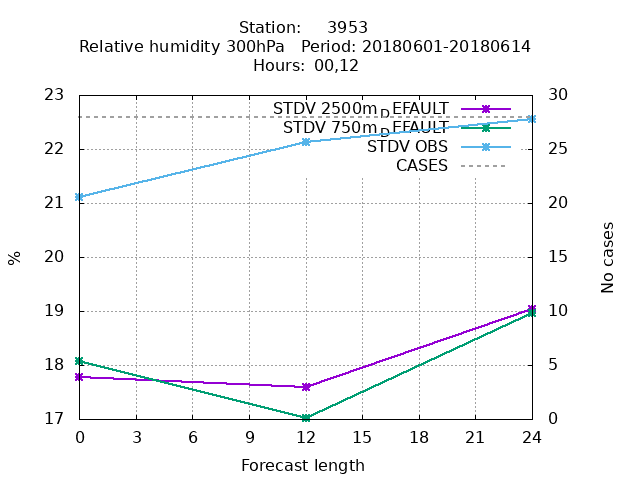 Station: 3953
Relative humidity 300hPa Period: 20180601-20180614
Hours: 00,12
23 30
STDV 2500m_DEFAULT
STDV 750m_DEFAULT
22 STDV OBS 25
CASES
21 20
% 20 15 No cases
19 10
18 5
17 0
0 3 6 9 12 15 18 21 24
Forecast length